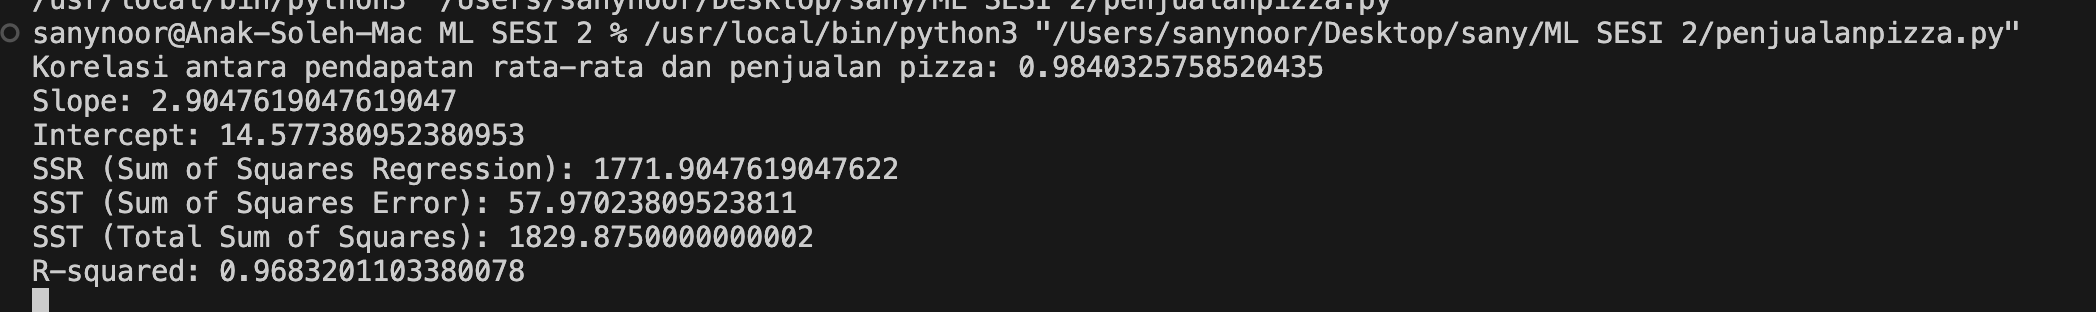 /usr/local/bin/python3 "/Users/sanynoor/Desktop/sany/ML SESI 2/penjualanpizza.py"
sanynoor@Anak-Soleh-Mac ML SESI 2 % /usr/local/bin/python3 "/Users/sanynoor/Desktop/sany/ML SESI 2/penjualanpizza.py"
Korelasi antara pendapatan rata-rata dan penjualan pizza: 0.9840325758520435
Slope: 2.9047619047619047
Intercept: 14.577380952380953
SSR (Sum of Squares Regression): 1771.9047619047622
SST (Sum of Squares Error): 57.97023809523811
SST (Total Sum of Squares): 1829.8750000000002
R-squared: 0.9683201103380078